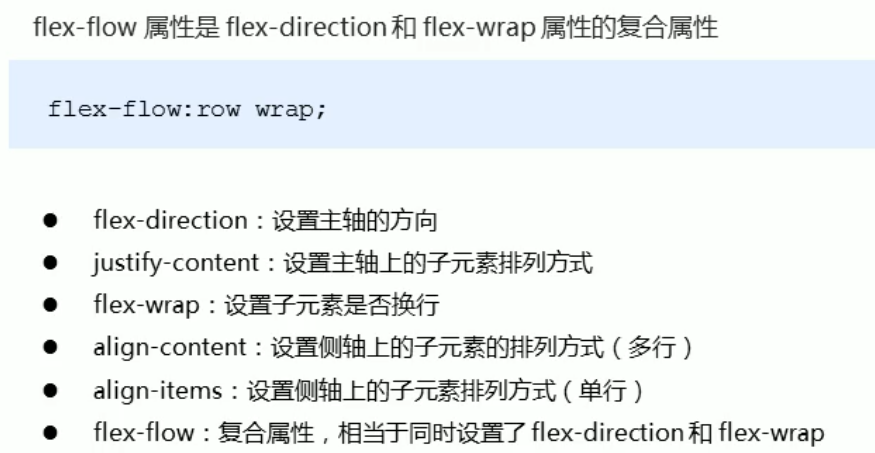 flex-flow 属性是 flex-direction 和 flex-wrap 属性的复合属性
flex-flow:row wrap;
● flex-direction：设置主轴的方向
● justify-content：设置主轴上的子元素排列方式
● flex-wrap：设置子元素是否换行
● align-content：设置侧轴上的子元素的排列方式（多行）
● align-items：设置侧轴上的子元素排列方式（单行）
● flex-flow：复合属性，相当于同时设置了 flex-direction 和 flex-wrap